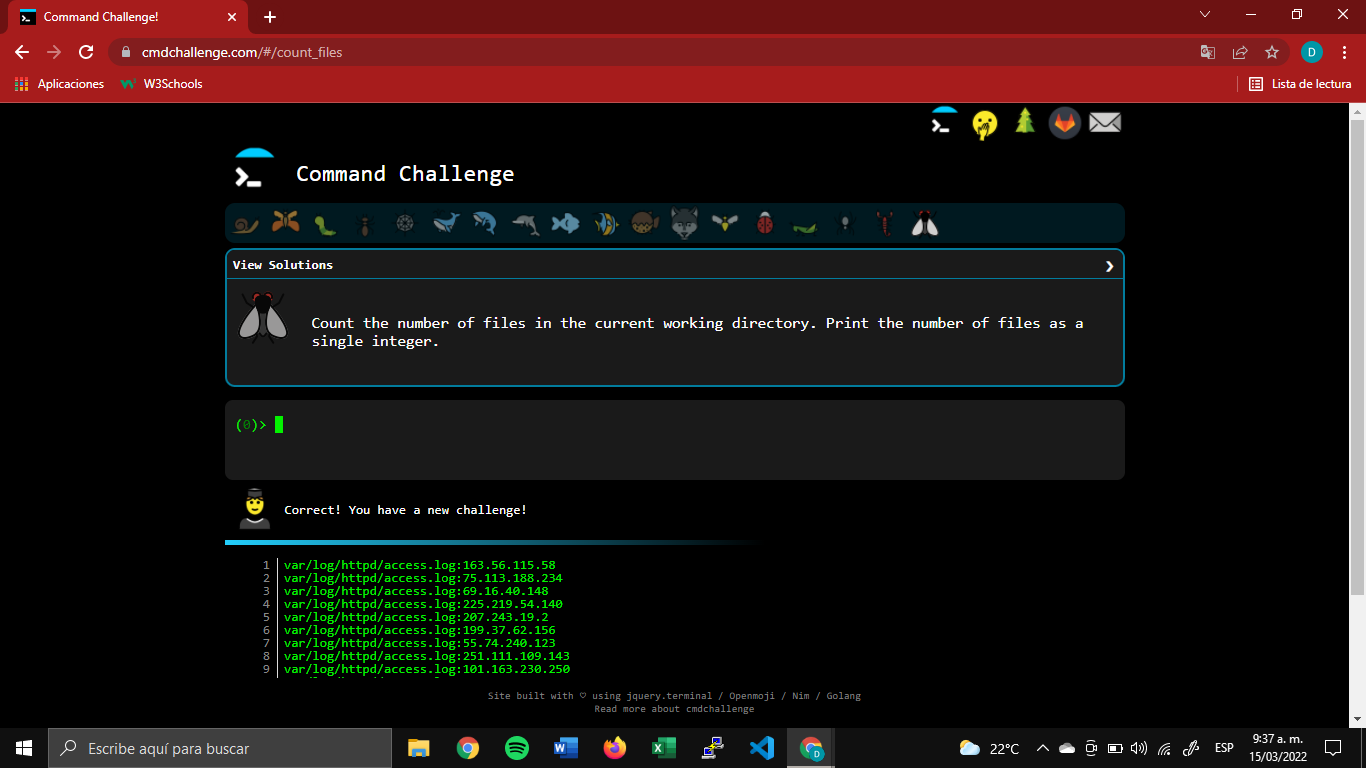 Command Challenge!
cmdchallenge.com/#/count_files
Aplicaciones
W3Schools
Lista de lectura
D
Command Challenge
View Solutions
Count the number of files in the current working directory. Print the number of files as a
single integer.
(0)>
Correct! You have a new challenge!
1 var/log/httpd/access.log:163.56.115.58
2 var/log/httpd/access.log:75.113.188.234
3 var/log/httpd/access.log:69.16.40.148
4 var/log/httpd/access.log:225.219.54.140
5 var/log/httpd/access.log:207.243.19.2
6 var/log/httpd/access.log:199.37.62.156
7 var/log/httpd/access.log:55.74.240.123
8 var/log/httpd/access.log:251.111.109.143
9 var/log/httpd/access.log:101.163.230.250
Site built with ♡ using jquery.terminal / Openmoji / Nim / Golang
Read more about cmdchallenge
Escribe aquí para buscar
D
22°C
ESP
9:37 a. m.
15/03/2022